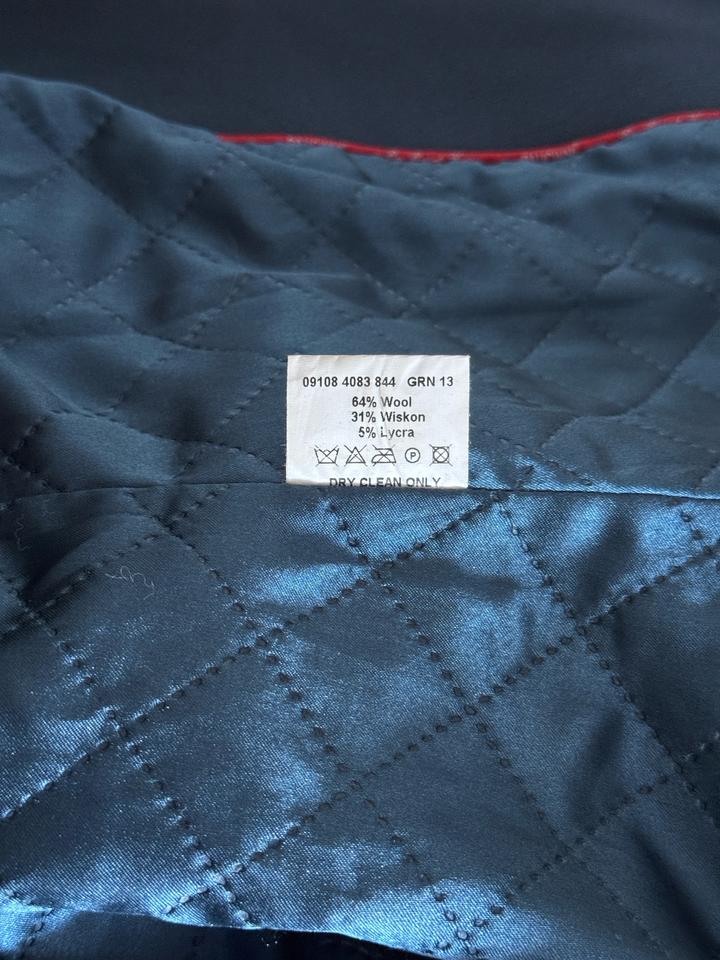 09108 4083 844 GRN 13
64% Wool
31% Wiskon
5% Lycra
P
DRY CLEAN ONLY